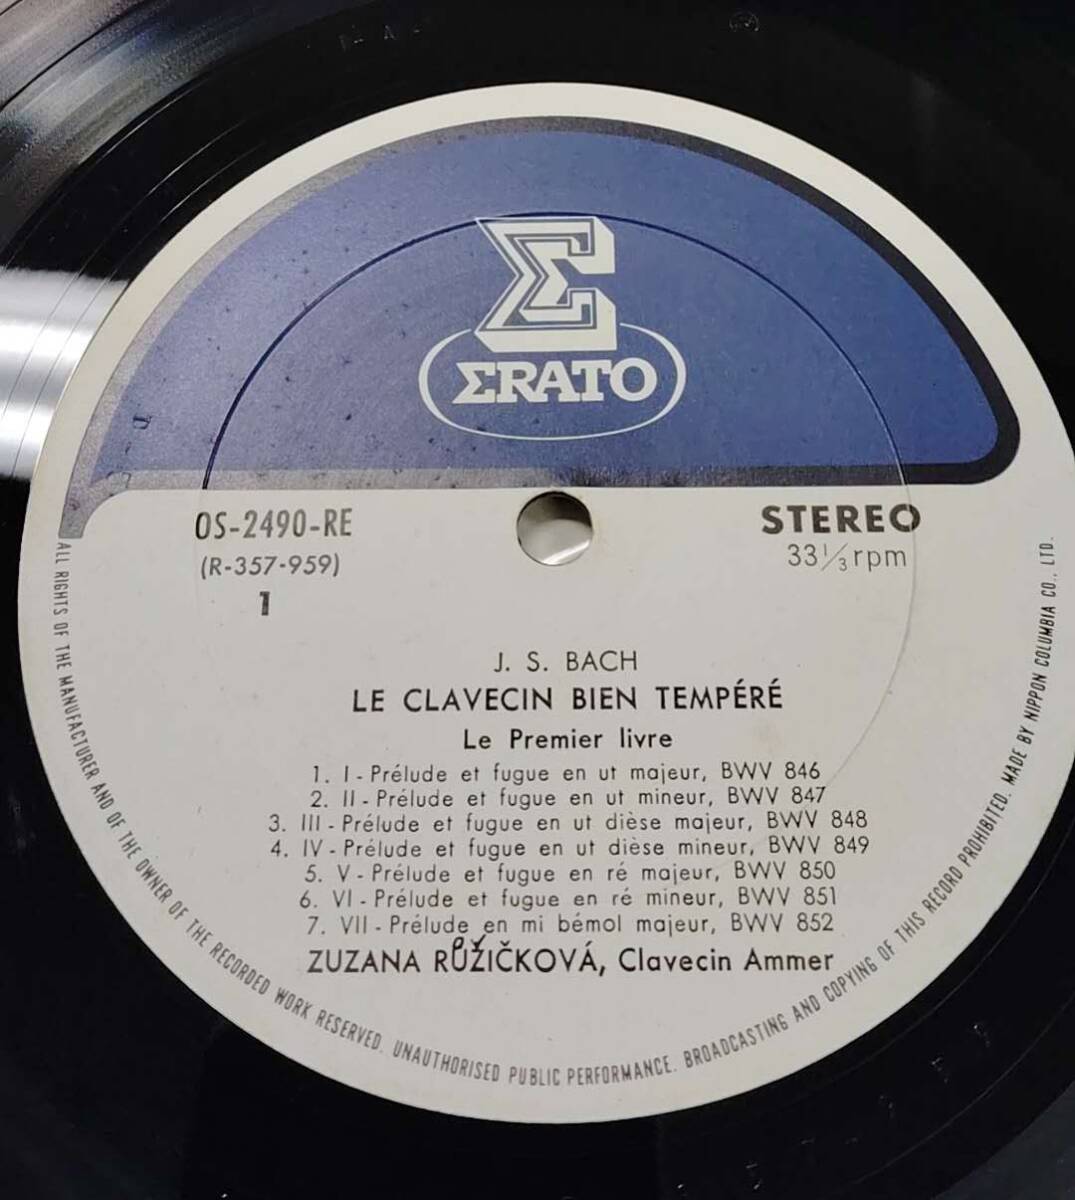 Σ
ΣRATO
OS-2490-RE
(R-357-959)
1
STEREO
33 1/3 rpm
J. S. BACH
LE CLAVECIN BIEN TEMPÉRÉ
Le Premier livre
1. I - Prélude et fugue en ut majeur, BWV 846
2. II - Prélude et fugue en ut mineur, BWV 847
3. III - Prélude et fugue en ut dièse majeur, BWV 848
4. IV - Prélude et fugue en ut dièse mineur, BWV 849
5. V - Prélude et fugue en ré majeur, BWV 850
6. VI - Prélude et fugue en ré mineur, BWV 851
7. VII - Prélude en mi bémol majeur, BWV 852
ZUZANA RŮŽIČKOVÁ, Clavecin Ammer
ALL RIGHTS OF THE MANUFACTURER AND OF THE OWNER OF THE RECORDED WORK RESERVED. UNAUTHORISED PUBLIC PERFORMANCE. BROADCASTING AND COPYING OF THIS RECORD PROHIBITED. MADE BY NIPPON COLUMBIA CO., LTD.